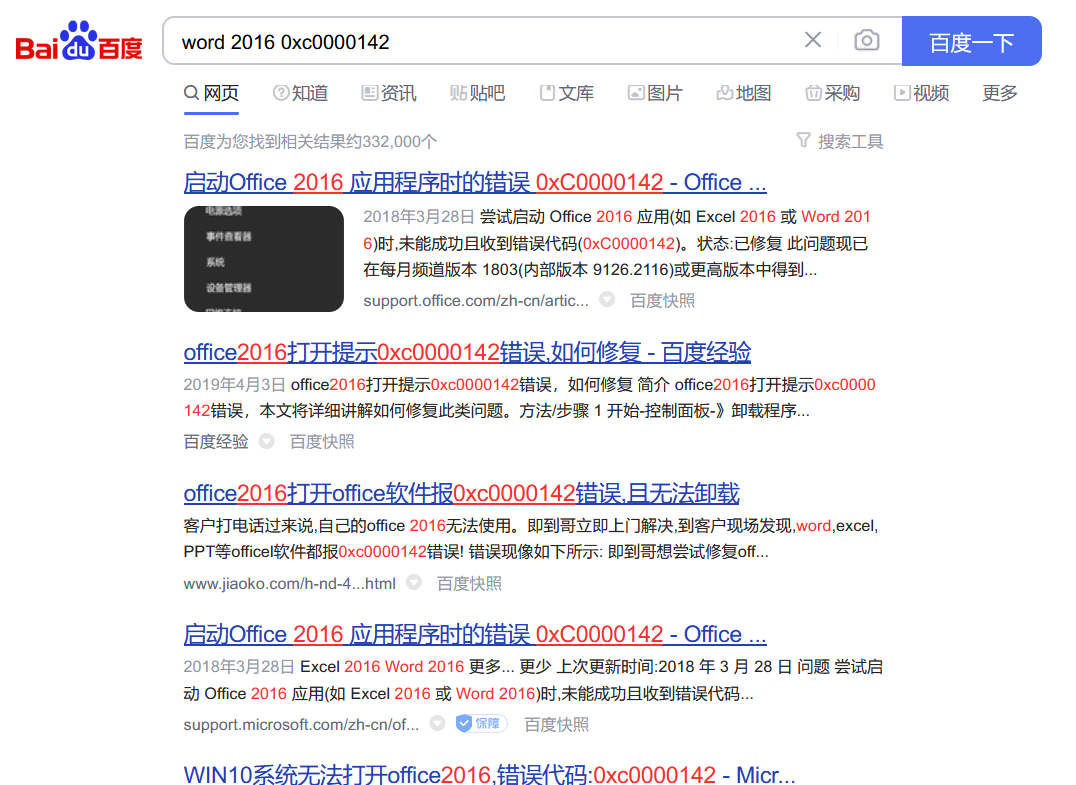 Bai du 百度
word 2016 0xc0000142
百度一下
网页 知道 资讯 贴 贴吧 文库 图片 地图 采购 视频 更多
百度为您找到相关结果约332,000个 搜索工具
启动Office 2016 应用程序时的错误 0xC0000142 - Office ...
电源选项
事件查看器
系统
设备管理器
2018年3月28日 尝试启动 Office 2016 应用(如 Excel 2016 或 Word 201
6)时,未能成功且收到错误代码(0xC0000142)。状态:已修复 此问题现已
在每月频道版本 1803(内部版本 9126.2116)或更高版本中得到...
support.office.com/zh-cn/artic... 百度快照
office2016打开提示0xc0000142错误,如何修复 - 百度经验
2019年4月3日 office2016打开提示0xc0000142错误，如何修复 简介 office2016打开提示0xc0000
142错误，本文将详细讲解如何修复此类问题。方法/步骤 1 开始-控制面板-》卸载程序...
百度经验 百度快照
office2016打开office软件报0xc0000142错误,且无法卸载
客户打电话过来说,自己的office 2016无法使用。即到哥立即上门解决,到客户现场发现,word,excel,
PPT等officel软件都报0xc0000142错误! 错误现像如下所示: 即到哥想尝试修复off...
www.jiaoko.com/h-nd-4...html 百度快照
启动Office 2016 应用程序时的错误 0xC0000142 - Office ...
2018年3月28日 Excel 2016 Word 2016 更多... 更少 上次更新时间:2018 年 3 月 28 日 问题 尝试启
动 Office 2016 应用(如 Excel 2016 或 Word 2016)时,未能成功且收到错误代码...
support.microsoft.com/zh-cn/of... 保障 百度快照
WIN10系统无法打开office2016,错误代码:0xc0000142 - Micr...